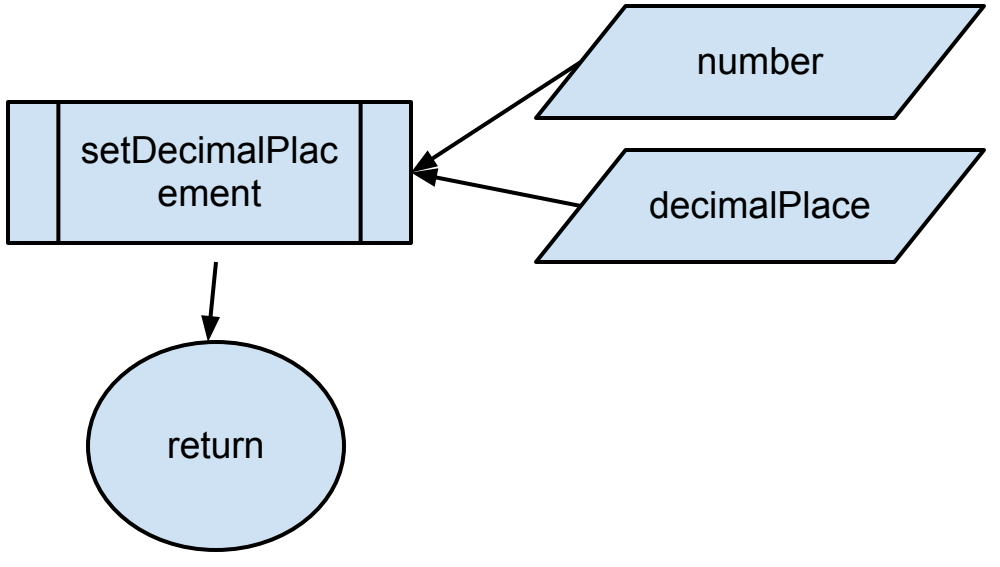 number
setDecimalPlac
ement
decimalPlace
return